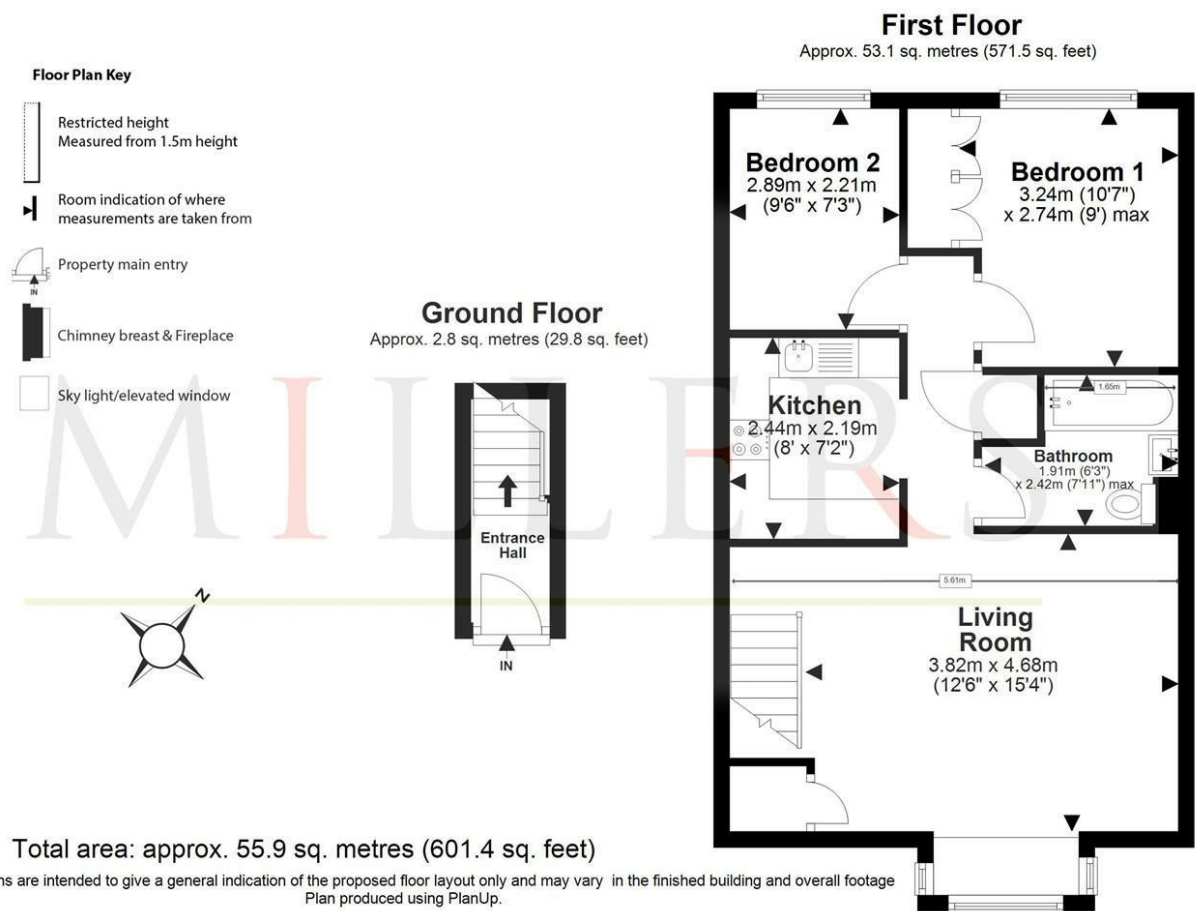 First Floor
Approx. 53.1 sq. metres (571.5 sq. feet)
Floor Plan Key
Restricted height
Measured from 1.5m height
Room indication of where
measurements are taken from
Property main entry
IN
Chimney breast & Fireplace
Sky light/elevated window
Ground Floor
Approx. 2.8 sq. metres (29.8 sq. feet)
Entrance
Hall
IN
Bedroom 2
2.89m x 2.21m
(9'6" x 7'3")
Bedroom 1
3.24m (10'7")
x 2.74m (9') max
Kitchen
2.44m x 2.19m
(8' x 7'2")
1.65m
Bathroom
1.91m (6'3")
x 2.42m (7'11") max
MILLERS
5.61m
Living
Room
3.82m x 4.68m
(12'6" x 15'4")
N
Total area: approx. 55.9 sq. metres (601.4 sq. feet)
are intended to give a general indication of the proposed floor layout only and may vary in the finished building and overall footage
Plan produced using PlanUp.